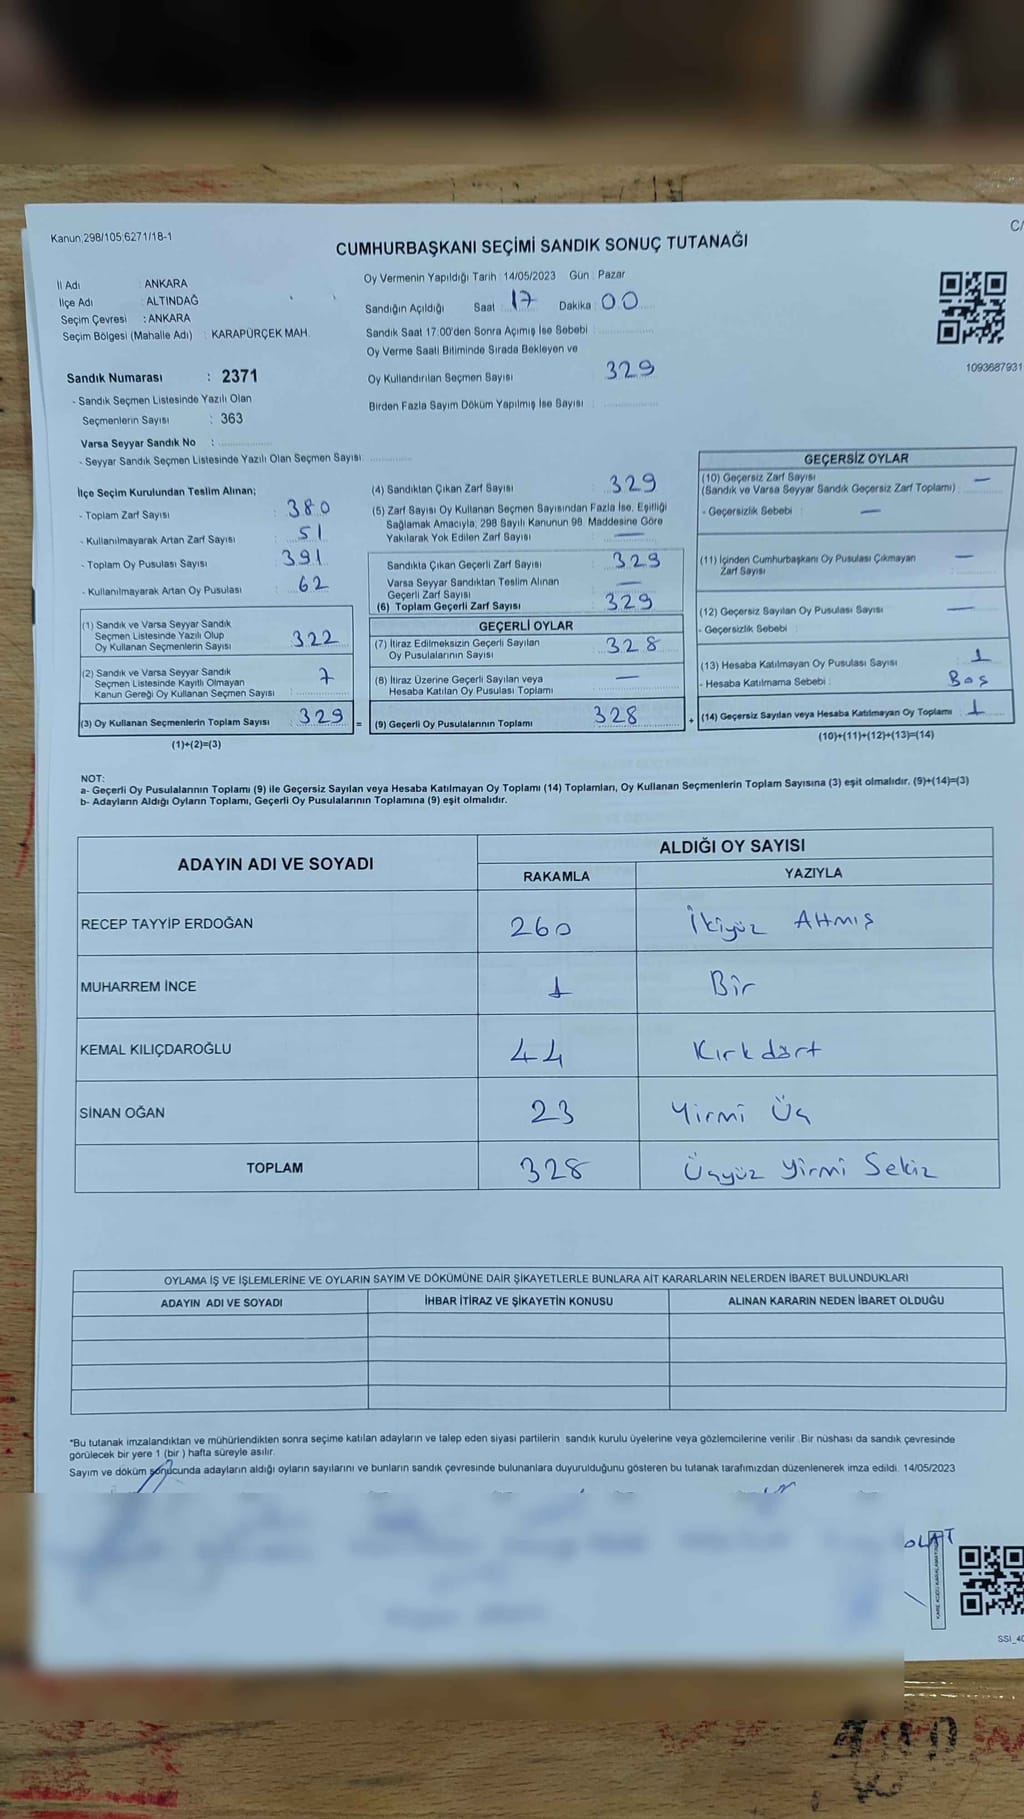 Kanun;298/105;6271/18-1
C/
CUMHURBAŞKANI SEÇİMİ SANDIK SONUÇ TUTANAĞI
İl Adı : ANKARA
İlçe Adı : ALTINDAĞ
Seçim Çevresi : ANKARA
Seçim Bölgesi (Mahalle Adı) : KARAPÜRÇEK MAH.
Oy Vermenin Yapıldığı Tarih : 14/05/2023 Gün : Pazar
Sandığın Açıldığı Saat : 17 Dakika : 00
Sandık Saat 17.00'den Sonra Açımış İse Sebebi :
Oy Verme Saati Bitiminde Sırada Bekleyen ve
Oy Kullandırılan Seçmen Sayısı : 329
Birden Fazla Sayım Döküm Yapılmış İse Sayısı :
1093687931
Sandık Numarası : 2371
- Sandık Seçmen Listesinde Yazılı Olan
Seçmenlerin Sayısı : 363
Varsa Seyyar Sandık No :
- Seyyar Sandık Seçmen Listesinde Yazılı Olan Seçmen Sayısı:
İlçe Seçim Kurulundan Teslim Alınan;
- Toplam Zarf Sayısı : 380
- Kullanılmayarak Artan Zarf Sayısı : 51
- Toplam Oy Pusulası Sayısı : 391
- Kullanılmayarak Artan Oy Pusulası : 62
(1) Sandık ve Varsa Seyyar Sandık
Seçmen Listesinde Yazılı Olup
Oy Kullanan Seçmenlerin Sayısı : 322
(2) Sandık ve Varsa Seyyar Sandık
Seçmen Listesinde Kayıtlı Olmayan
Kanun Gereği Oy Kullanan Seçmen Sayısı : 7
(3) Oy Kullanan Seçmenlerin Toplam Sayısı : 329 =
(1)+(2)=(3)
(4) Sandıktan Çıkan Zarf Sayısı : 329
(5) Zarf Sayısı Oy Kullanan Seçmen Sayısından Fazla İse, Eşitliği
Sağlamak Amacıyla, 298 Sayılı Kanunun 98. Maddesine Göre
Yakılarak Yok Edilen Zarf Sayısı : —
Sandıkta Çıkan Geçerli Zarf Sayısı : 329
Varsa Seyyar Sandıktan Teslim Alınan
Geçerli Zarf Sayısı : —
(6) Toplam Geçerli Zarf Sayısı : 329
GEÇERLİ OYLAR
(7) İtiraz Edilmeksizin Geçerli Sayılan
Oy Pusulalarının Sayısı : 328
(8) İtiraz Üzerine Geçerli Sayılan veya
Hesaba Katılan Oy Pusulası Toplamı : —
(9) Geçerli Oy Pusulalarının Toplamı : 328 +
GEÇERSİZ OYLAR
(10) Geçersiz Zarf Sayısı
(Sandık ve Varsa Seyyar Sandık Geçersiz Zarf Toplamı) : —
- Geçersizlik Sebebi : —
(11) İçinden Cumhurbaşkanı Oy Pusulası Çıkmayan
Zarf Sayısı : —
(12) Geçersiz Sayılan Oy Pusulası Sayısı : —
- Geçersizlik Sebebi :
(13) Hesaba Katılmayan Oy Pusulası Sayısı : 1
- Hesaba Katılmama Sebebi : Boş
(14) Geçersiz Sayılan veya Hesaba Katılmayan Oy Toplamı : 1
(10)+(11)+(12)+(13)=(14)
NOT:
a- Geçerli Oy Pusulalarının Toplamı (9) ile Geçersiz Sayılan veya Hesaba Katılmayan Oy Toplamı (14) Toplamları, Oy Kullanan Seçmenlerin Toplam Sayısına (3) eşit olmalıdır. (9)+(14)=(3)
b- Adayların Aldığı Oyların Toplamı, Geçerli Oy Pusulalarının Toplamına (9) eşit olmalıdır.
ADAYIN ADI VE SOYADI
ALDIĞI OY SAYISI
RAKAMLA YAZIYLA
RECEP TAYYİP ERDOĞAN 260 İkiyüz Altmış
MUHARREM İNCE 1 Bir
KEMAL KILIÇDAROĞLU 44 Kırkdört
SİNAN OĞAN 23 Yirmi Üç
TOPLAM 328 Üçyüz Yirmi Sekiz
OYLAMA İŞ VE İŞLEMLERİNE VE OYLARIN SAYIM VE DÖKÜMÜNE DAİR ŞİKAYETLERLE BUNLARA AİT KARARLARIN NELERDEN İBARET BULUNDUKLARI
ADAYIN ADI VE SOYADI İHBAR İTİRAZ VE ŞİKAYETİN KONUSU ALINAN KARARIN NEDEN İBARET OLDUĞU
"Bu tutanak imzalandıktan ve mühürlendikten sonra seçime katılan adayların ve talep eden siyasi partilerin sandık kurulu üyelerine veya gözlemcilerine verilir. Bir nüshası da sandık çevresinde
görülecek bir yere 1 (bir ) hafta süreyle asılır.
Sayım ve döküm sonucunda adayların aldığı oyların sayılarını ve bunların sandık çevresinde bulunanlara duyurulduğunu gösteren bu tutanak tarafımızdan düzenlenerek imza edildi. 14/05/2023
OLAT